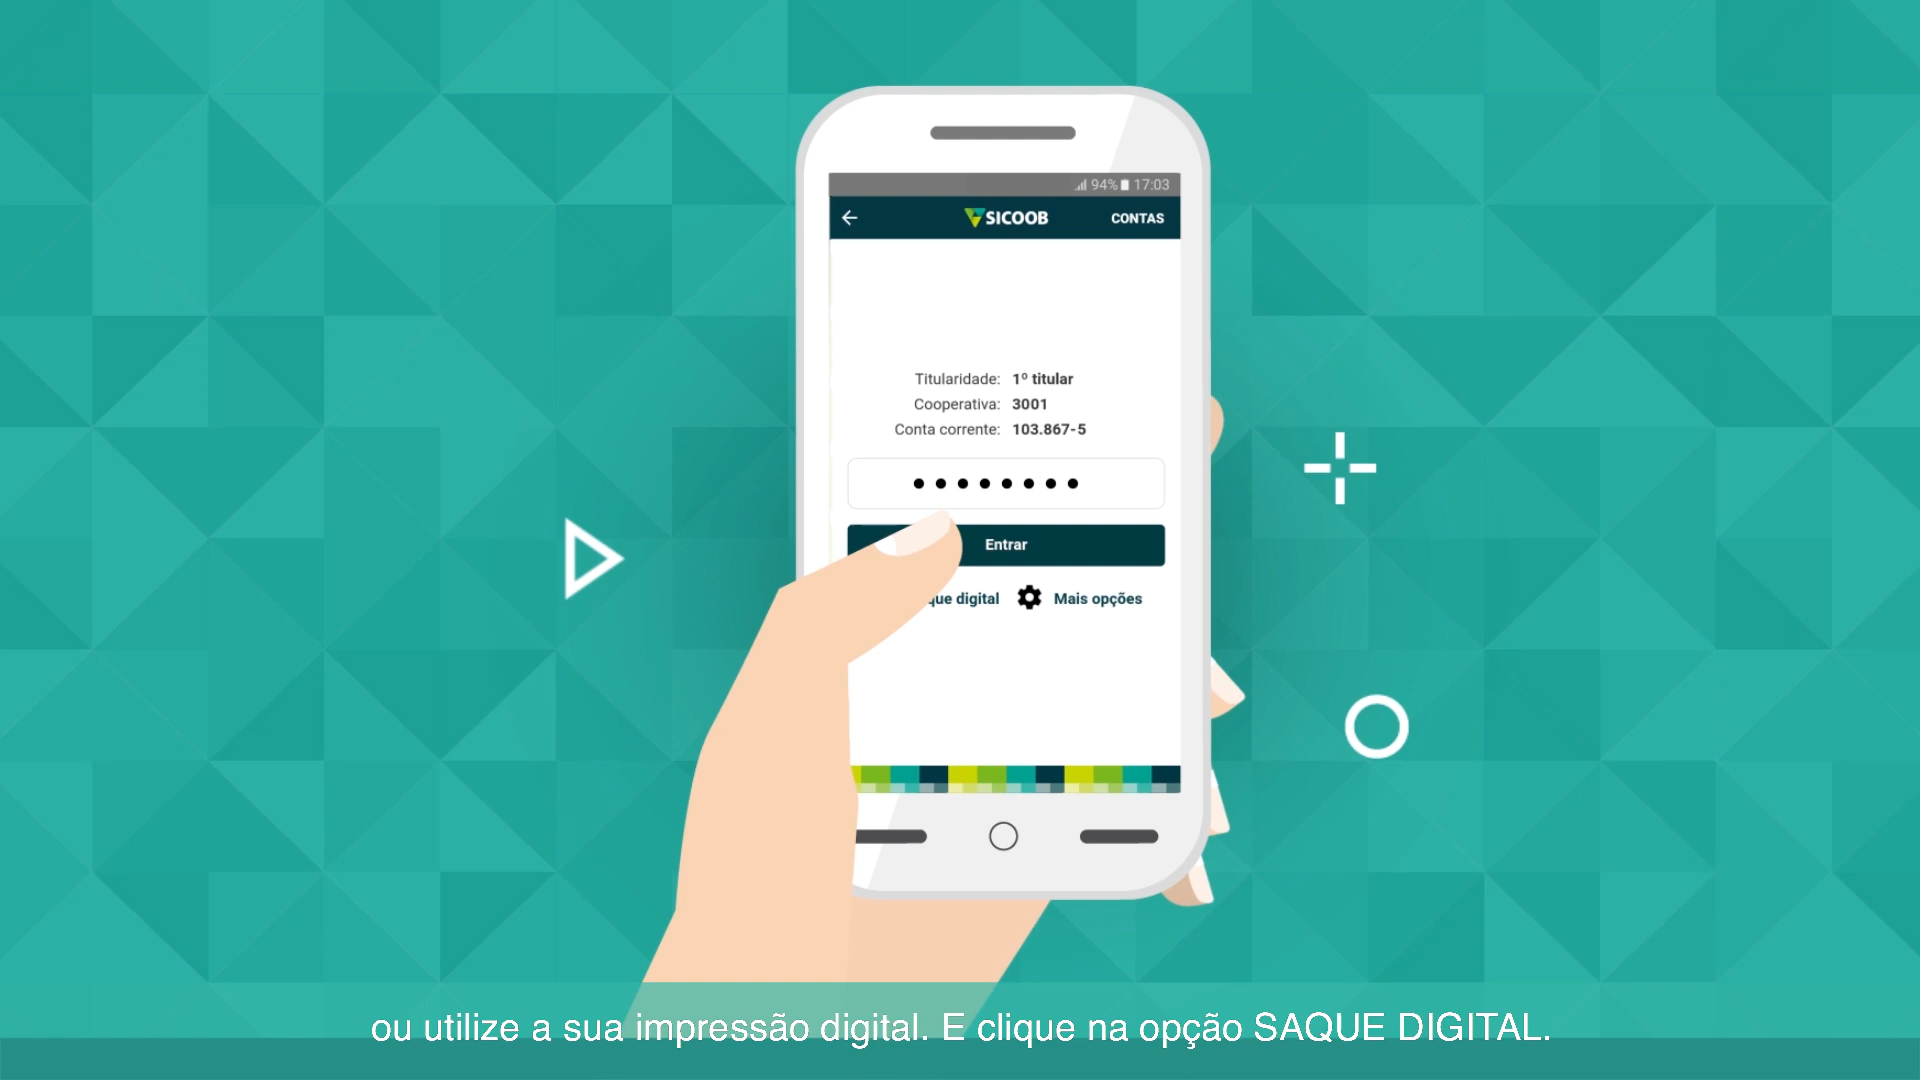 94% 17:03
SICOOB CONTAS
Titularidade: 1º titular
Cooperativa: 3001
Conta corrente: 103.867-5
Entrar
que digital Mais opções
ou utilize a sua impressão digital. E clique na opção SAQUE DIGITAL.